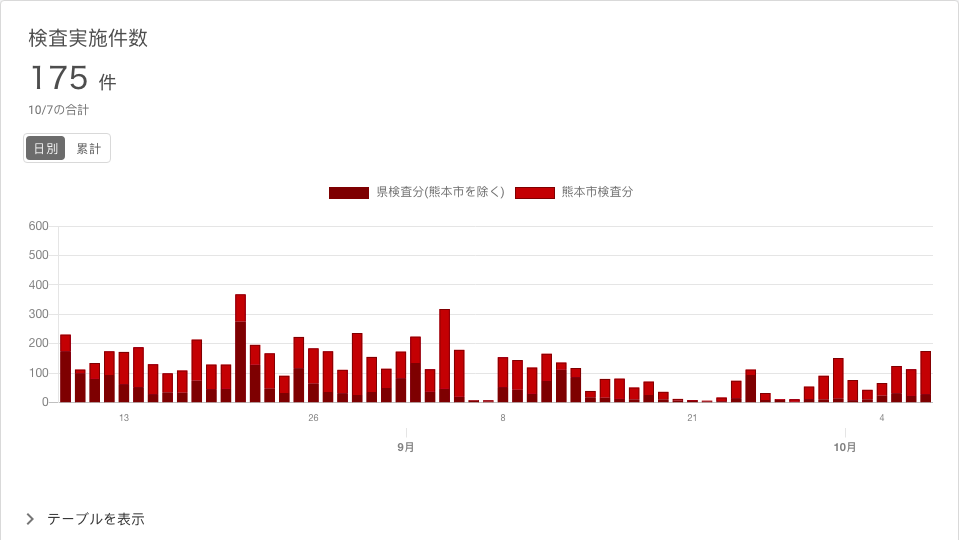 検査実施件数
175 件
10/7の合計
日別 累計
県検査分(熊本市を除く) 熊本市検査分
600
500
400
300
200
100
0
13 26 8 21 4
9月 10月
テーブルを表示